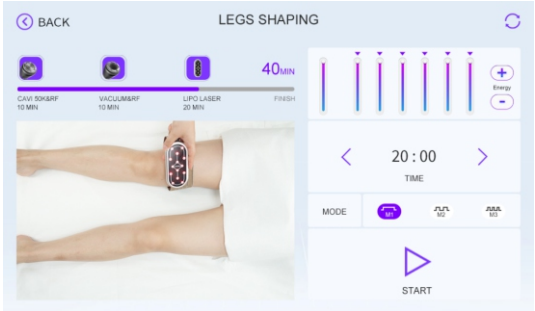 BACK
LEGS SHAPING
40MIN
CAVI 50K&RF
10 MIN
VACUUM&RF
10 MIN
LIPO LASER
20 MIN
FINISH
Energy
20 : 00
TIME
MODE
M1
M2
M3
START